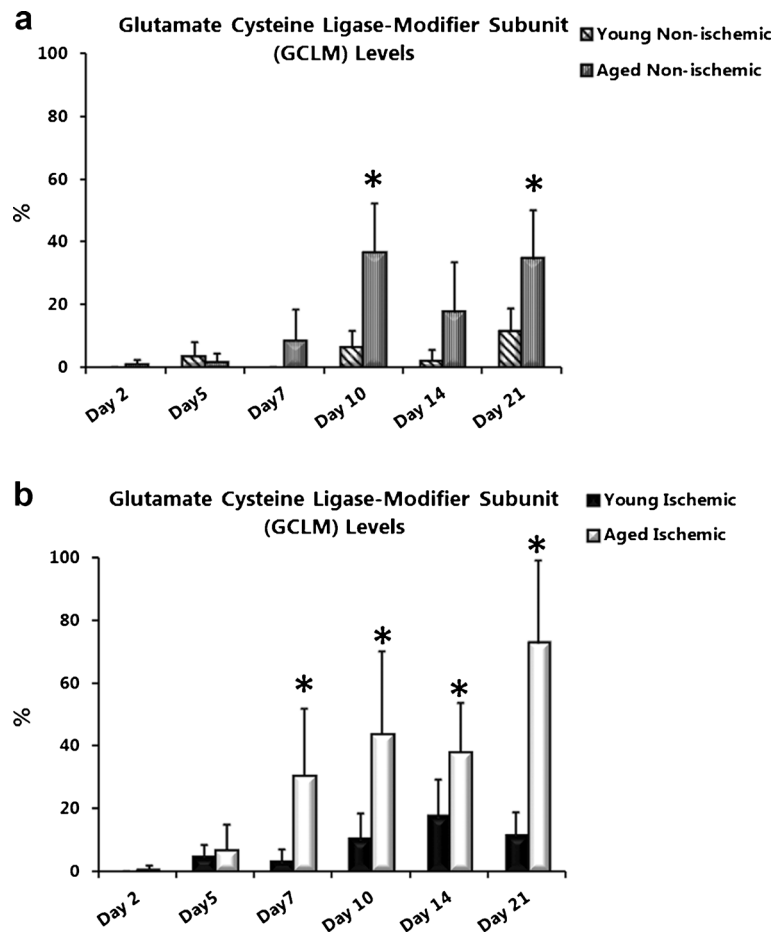 a
Glutamate Cysteine Ligase-Modifier Subunit
(GCLM) Levels
Young Non-ischemic
Aged Non-ischemic
100
80
60
40
20
0
%
*
*
Day 2
Day5
Day7
Day 10
Day 14
Day 21
b
Glutamate Cysteine Ligase-Modifier Subunit
(GCLM) Levels
Young Ischemic
Aged Ischemic
100
80
60
40
20
0
%
*
*
*
*
Day 2
Day5
Day7
Day 10
Day 14
Day 21